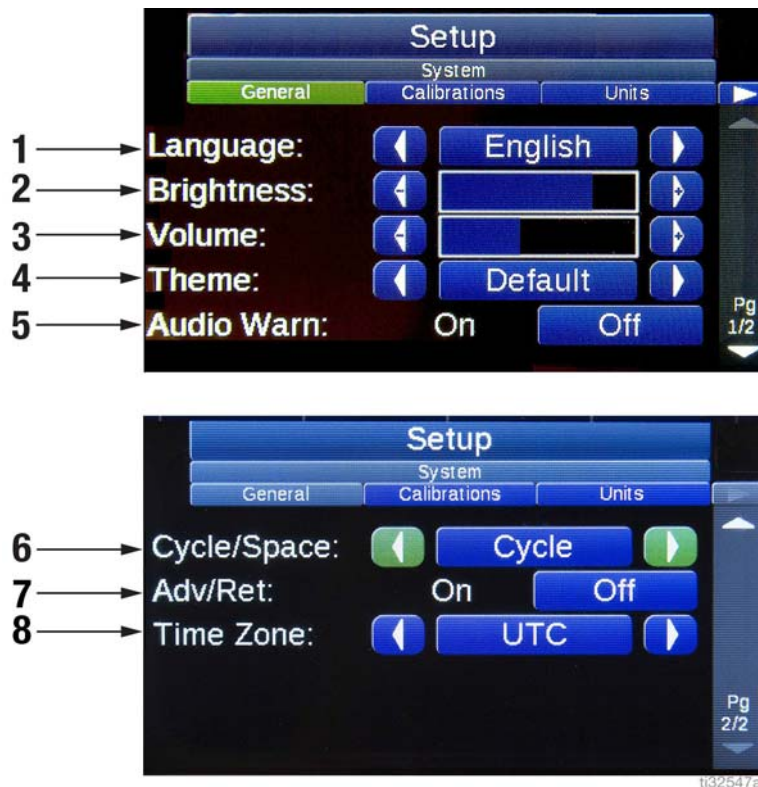 Setup
System
General Calibrations Units
1 Language: English
2 Brightness: - +
3 Volume: - +
4 Theme: Default
5 Audio Warn: On Off
Pg
1/2
Setup
System
General Calibrations Units
6 Cycle/Space: Cycle
7 Adv/Ret: On Off
8 Time Zone: UTC
Pg
2/2
ti32547a